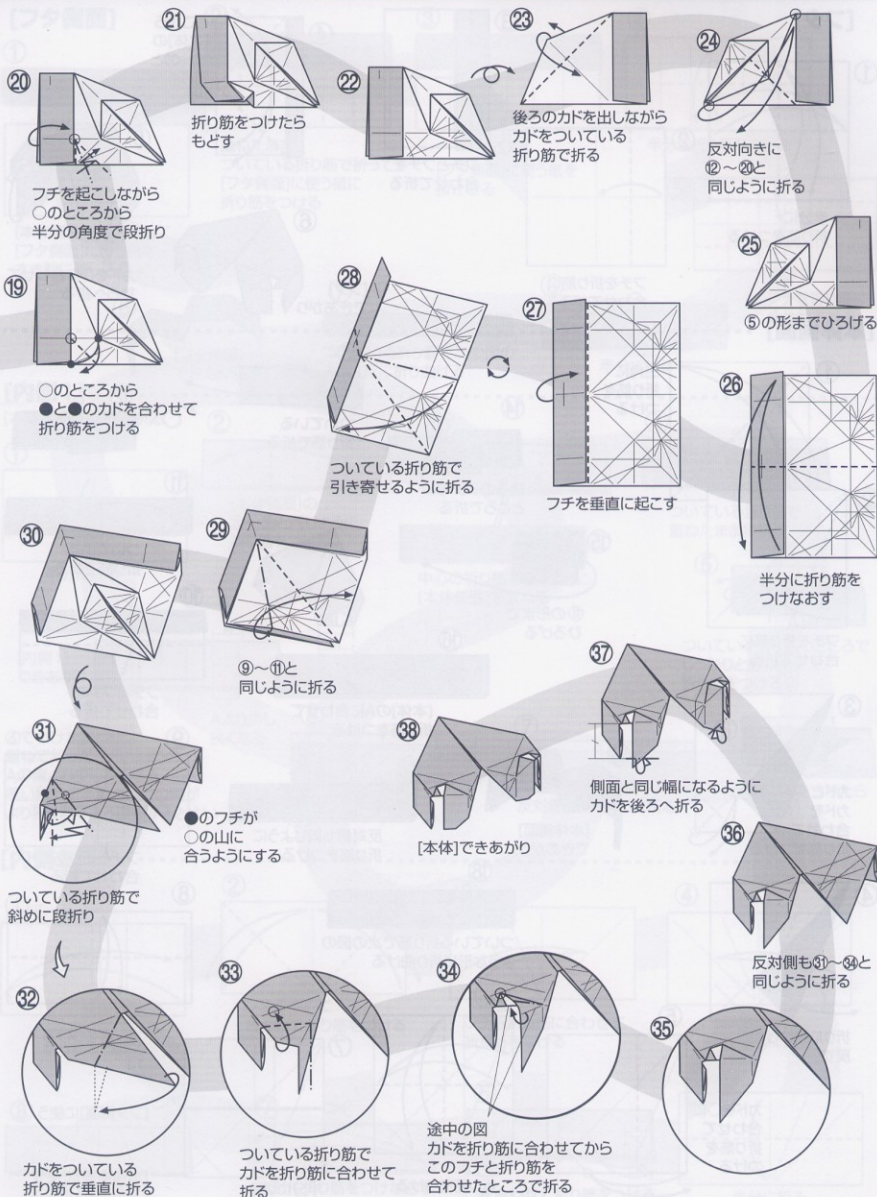 ⑲
○のところから
●と●のカドを合わせて
折り筋をつける
⑳
フチを起こしながら
○のところから
半分の角度で段折り
㉑
折り筋をつけたら
もどす
㉒
㉓
後ろのカドを出しながら
カドをついている
折り筋で折る
㉔
反対向きに
⑫〜⑳と
同じように折る
㉕
⑤の形までひろげる
㉖
半分に折り筋を
つけなおす
㉗
フチを垂直に起こす
㉘
ついている折り筋で
引き寄せるように折る
㉙
⑨〜⑪と
同じように折る
㉚
㉛
●のフチが
○の山に
合うようにする
ついている折り筋で
斜めに段折り
㉜
カドをついている
折り筋で垂直に折る
㉝
ついている折り筋で
カドを折り筋に合わせて
折る
㉞
途中の図
カドを折り筋に合わせてから
このフチと折り筋を
合わせたところで折る
㉟
㊱
反対側も㉛〜㉞と
同じように折る
㊲
側面と同じ幅になるように
カドを後ろへ折る
㊳
[本体]できあがり